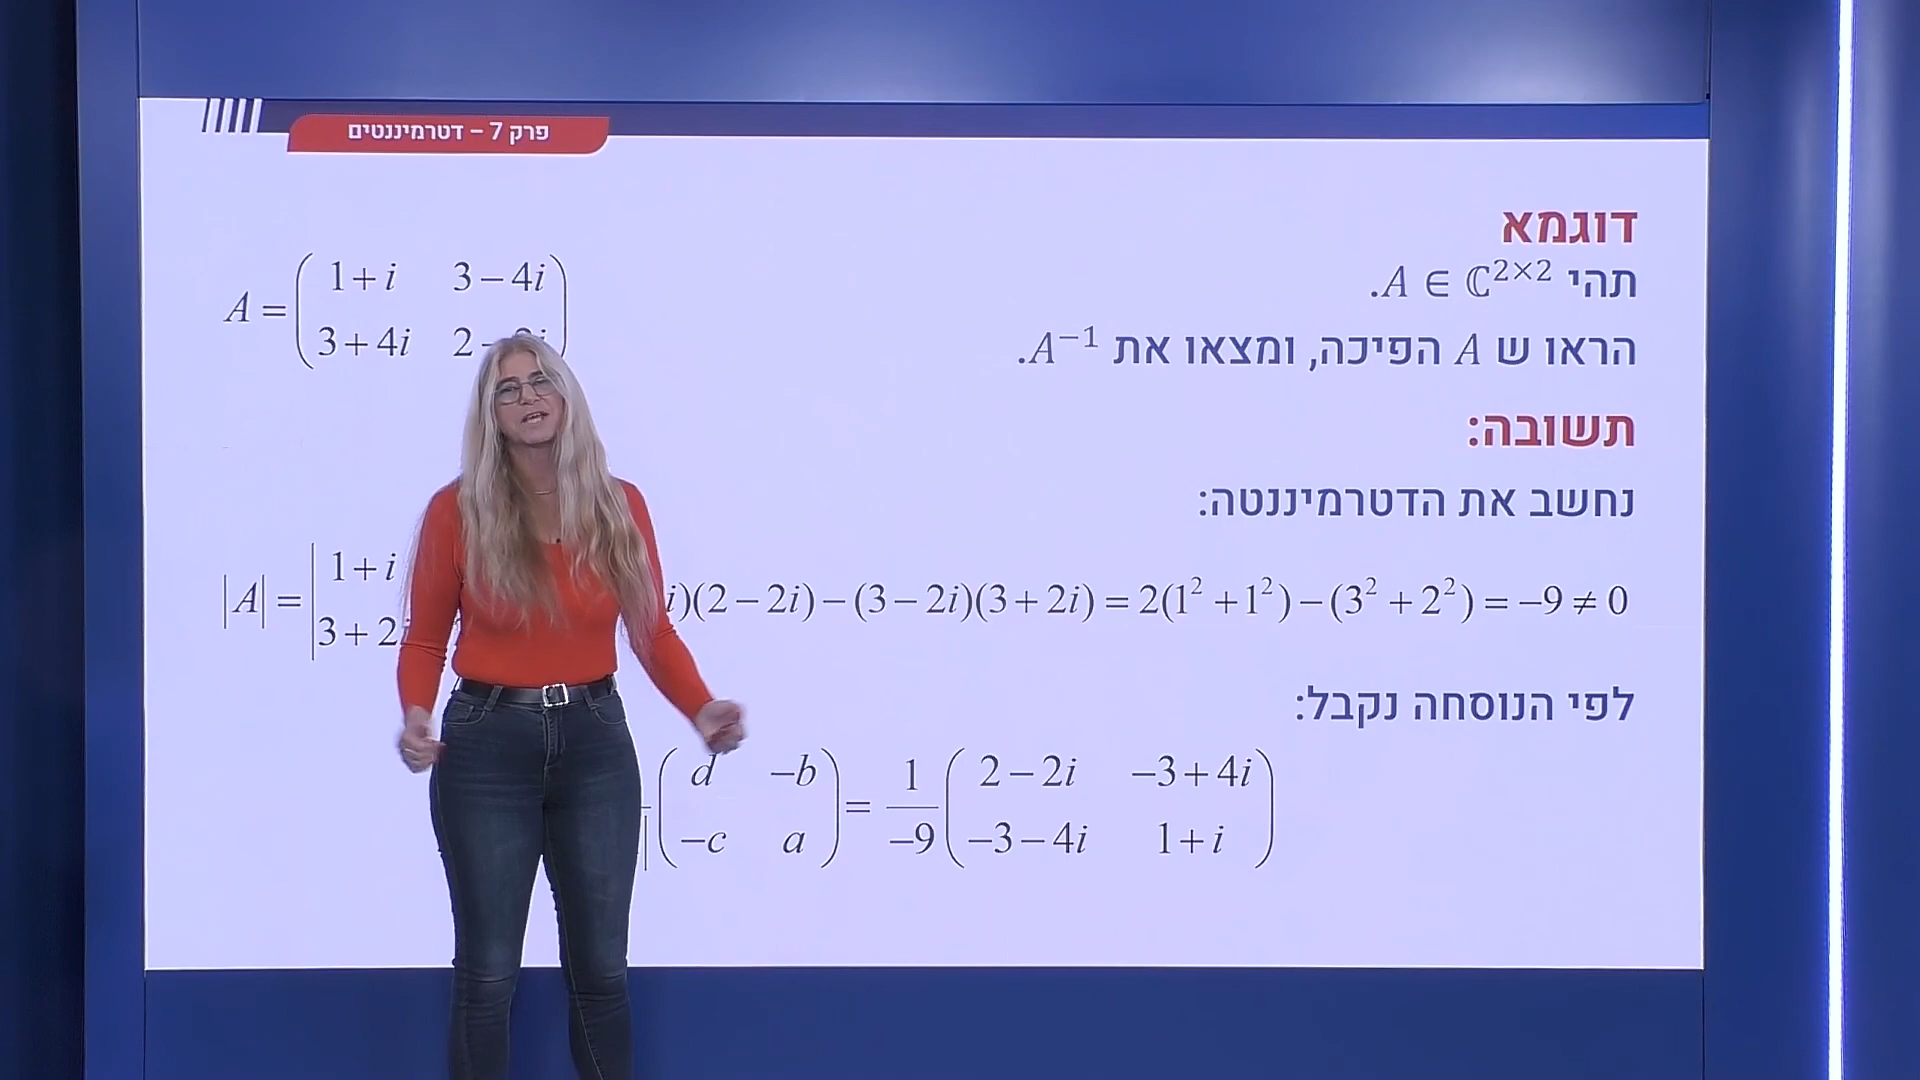 פרק 7 – דטרמיננטים
דוגמא
תהי A ∈ ℂ^{2×2}.
A = ( 1+i 3−4i
3+4i 2−
הראו ש A הפיכה, ומצאו את A^{−1}.
תשובה:
נחשב את הדטרמיננטה:
|A| = | 1+i
3+2i
i)(2−2i)−(3−2i)(3+2i) = 2(1²+1²)−(3²+2²) = −9 ≠ 0
לפי הנוסחה נקבל:
( d −b
−c a ) = 1/−9 ( 2−2i −3+4i
−3−4i 1+i )